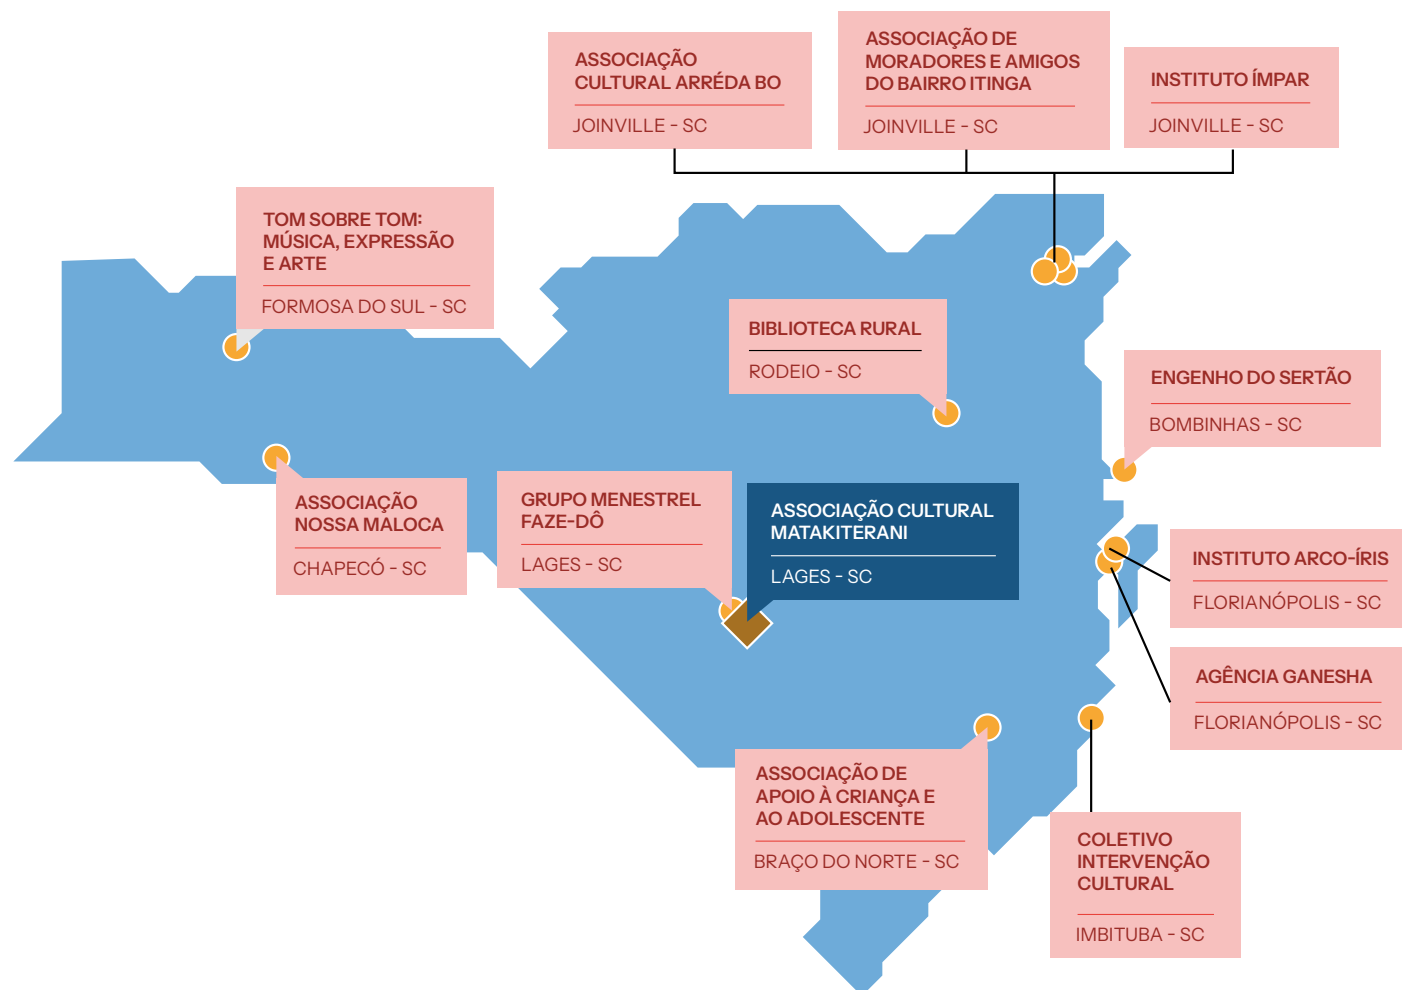 ASSOCIAÇÃO
CULTURAL ARRÉDA BO
JOINVILLE - SC
ASSOCIAÇÃO DE
MORADORES E AMIGOS
DO BAIRRO ITINGA
JOINVILLE - SC
INSTITUTO ÍMPAR
JOINVILLE - SC
TOM SOBRE TOM:
MÚSICA, EXPRESSÃO
E ARTE
FORMOSA DO SUL - SC
BIBLIOTECA RURAL
RODEIO - SC
ENGENHO DO SERTÃO
BOMBINHAS - SC
ASSOCIAÇÃO
NOSSA MALOCA
CHAPECÓ - SC
GRUPO MENESTREL
FAZE-DÔ
LAGES - SC
ASSOCIAÇÃO CULTURAL
MATAKITERANI
LAGES - SC
INSTITUTO ARCO-ÍRIS
FLORIANÓPOLIS - SC
AGÊNCIA GANESHA
FLORIANÓPOLIS - SC
ASSOCIAÇÃO DE
APOIO À CRIANÇA E
AO ADOLESCENTE
BRAÇO DO NORTE - SC
COLETIVO
INTERVENÇÃO
CULTURAL
IMBITUBA - SC